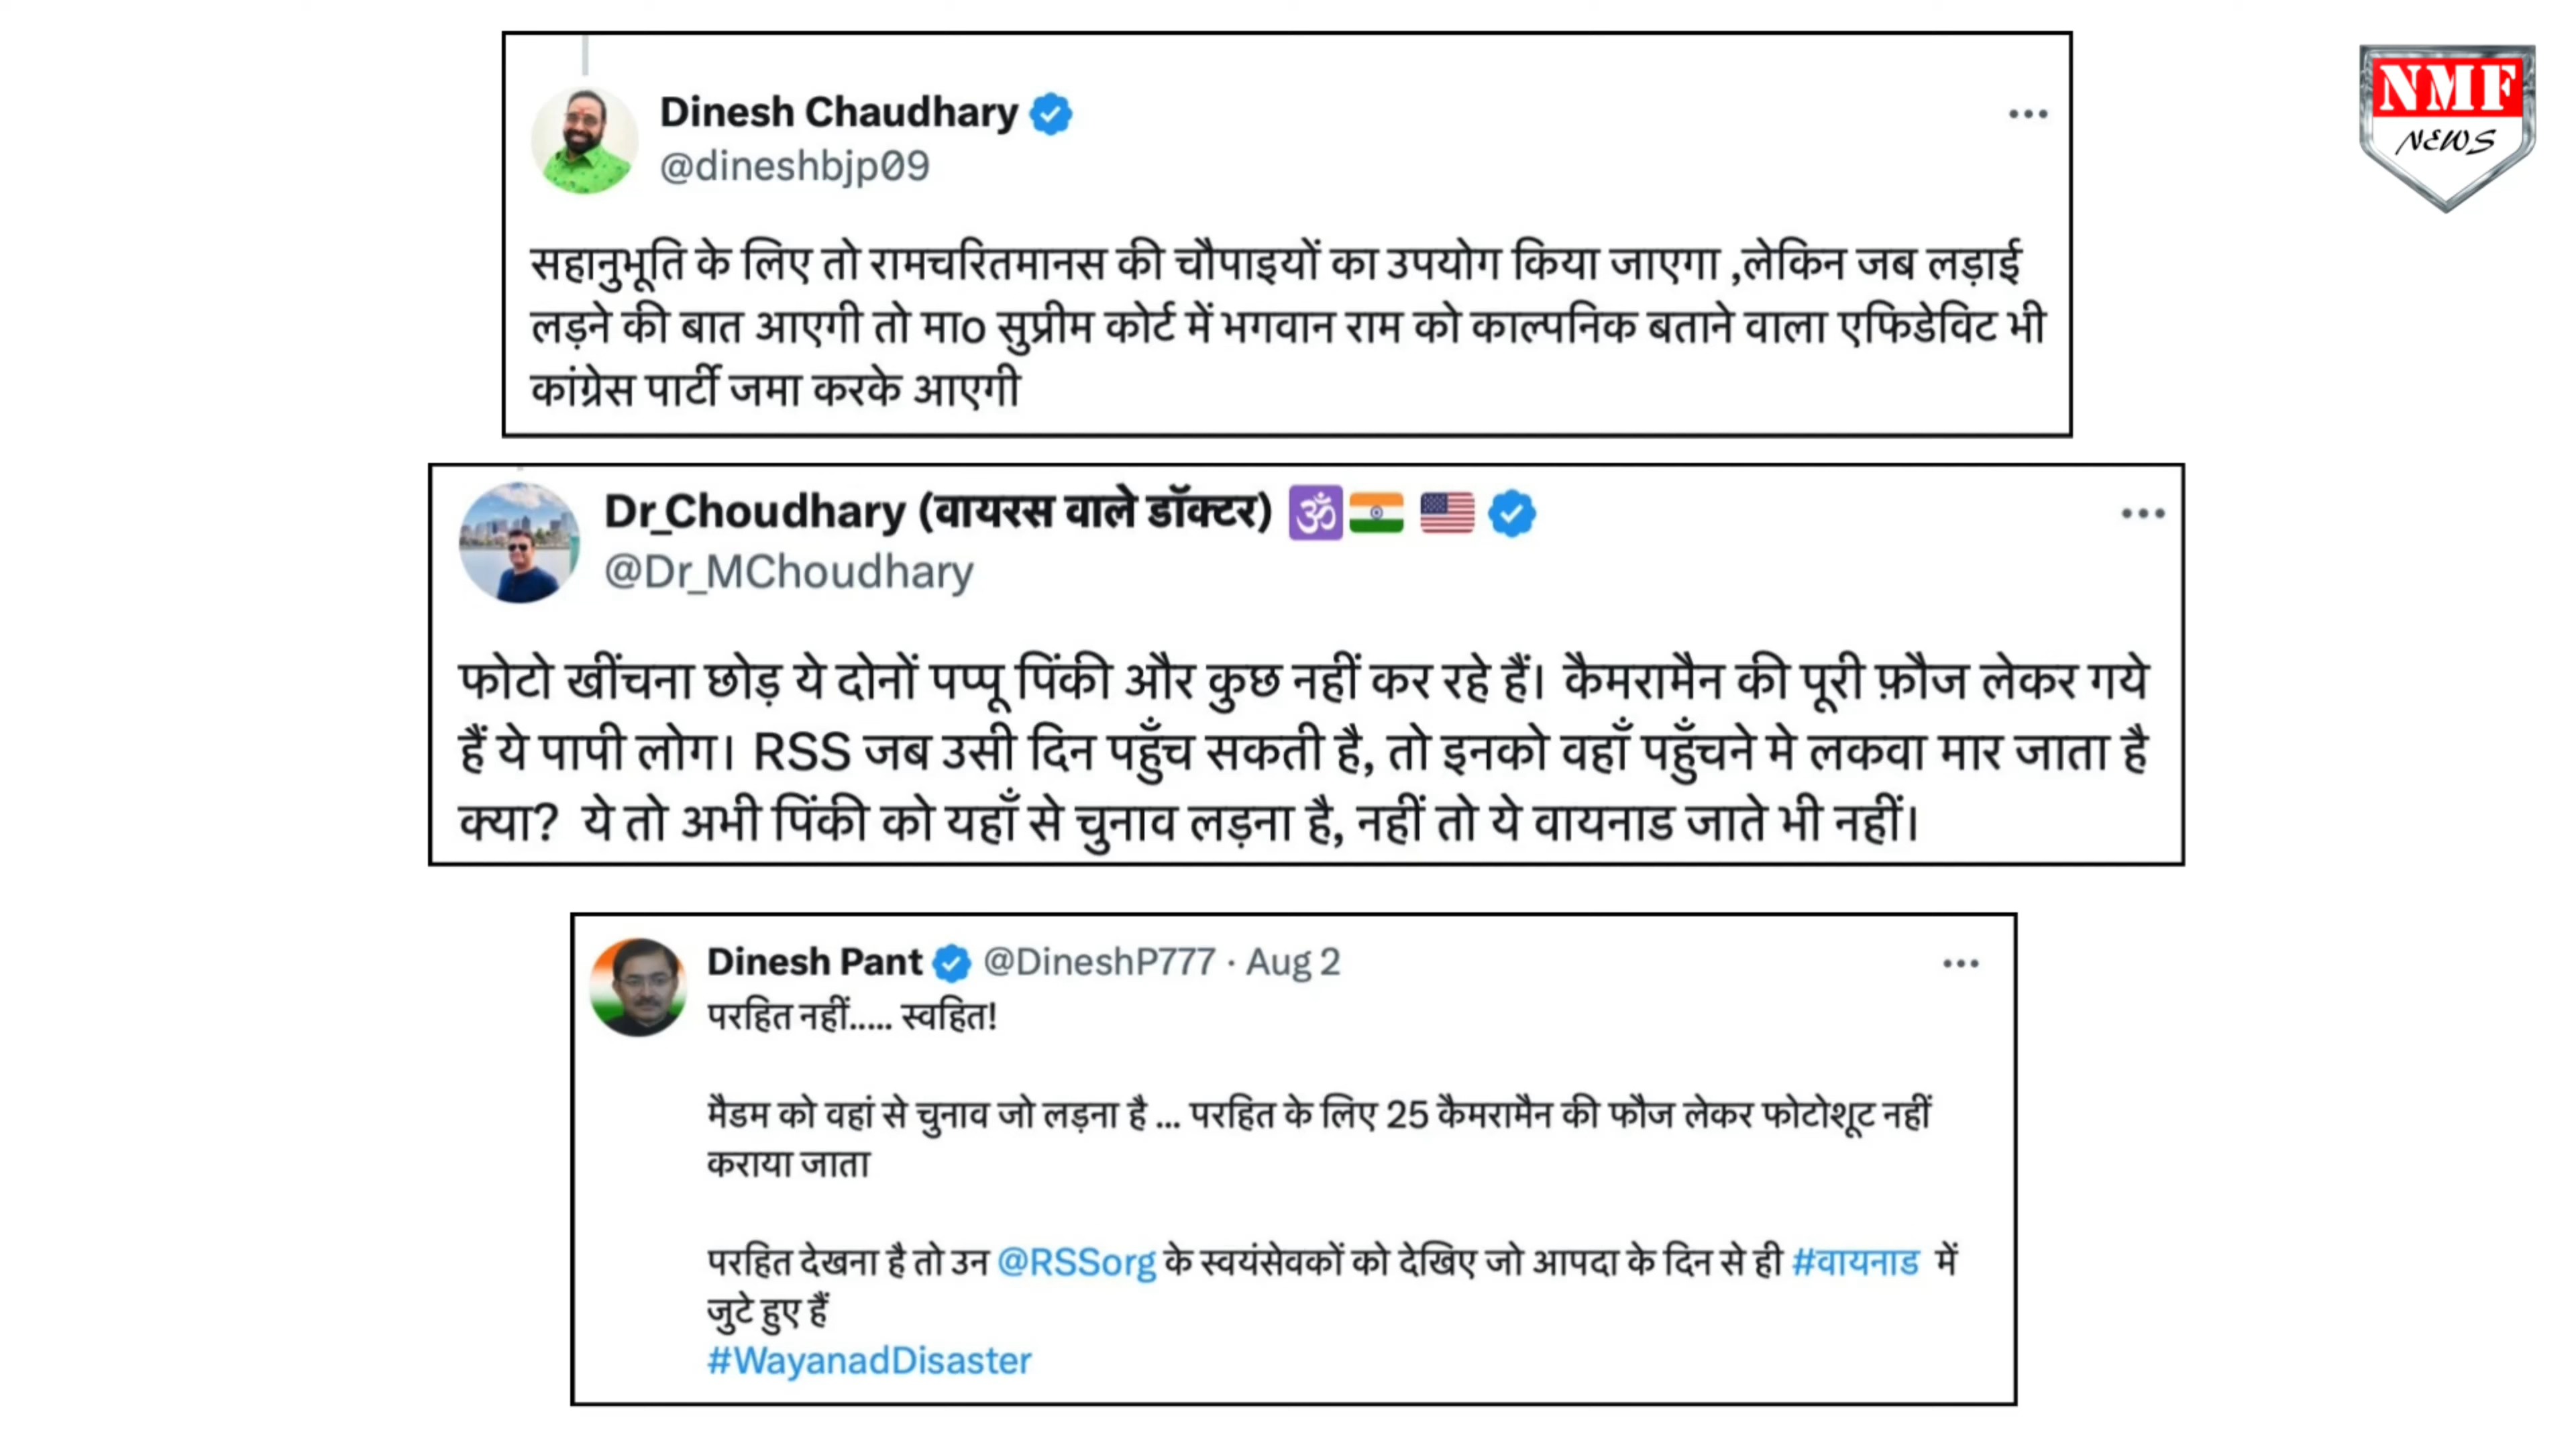 NMF
NEWS
Dinesh Chaudhary
@dineshbjp09
सहानुभूति के लिए तो रामचरितमानस की चौपाइयों का उपयोग किया जाएगा ,लेकिन जब लड़ाई
लड़ने की बात आएगी तो माo सुप्रीम कोर्ट में भगवान राम को काल्पनिक बताने वाला एफिडेविट भी
कांग्रेस पार्टी जमा करके आएगी
Dr_Choudhary (वायरस वाले डॉक्टर) 🕉️🇮🇳 🇺🇸
@Dr_MChoudhary
फोटो खींचना छोड़ ये दोनों पप्पू पिंकी और कुछ नहीं कर रहे हैं। कैमरामैन की पूरी फ़ौज लेकर गये
हैं ये पापी लोग। RSS जब उसी दिन पहुँच सकती है, तो इनको वहाँ पहुँचने मे लकवा मार जाता है
क्या? ये तो अभी पिंकी को यहाँ से चुनाव लड़ना है, नहीं तो ये वायनाड जाते भी नहीं।
Dinesh Pant @DineshP777 · Aug 2
परहित नहीं..... स्वहित!
मैडम को वहां से चुनाव जो लड़ना है ... परहित के लिए 25 कैमरामैन की फौज लेकर फोटोशूट नहीं
कराया जाता
परहित देखना है तो उन @RSSorg के स्वयंसेवकों को देखिए जो आपदा के दिन से ही #वायनाड में
जुटे हुए हैं
#WayanadDisaster